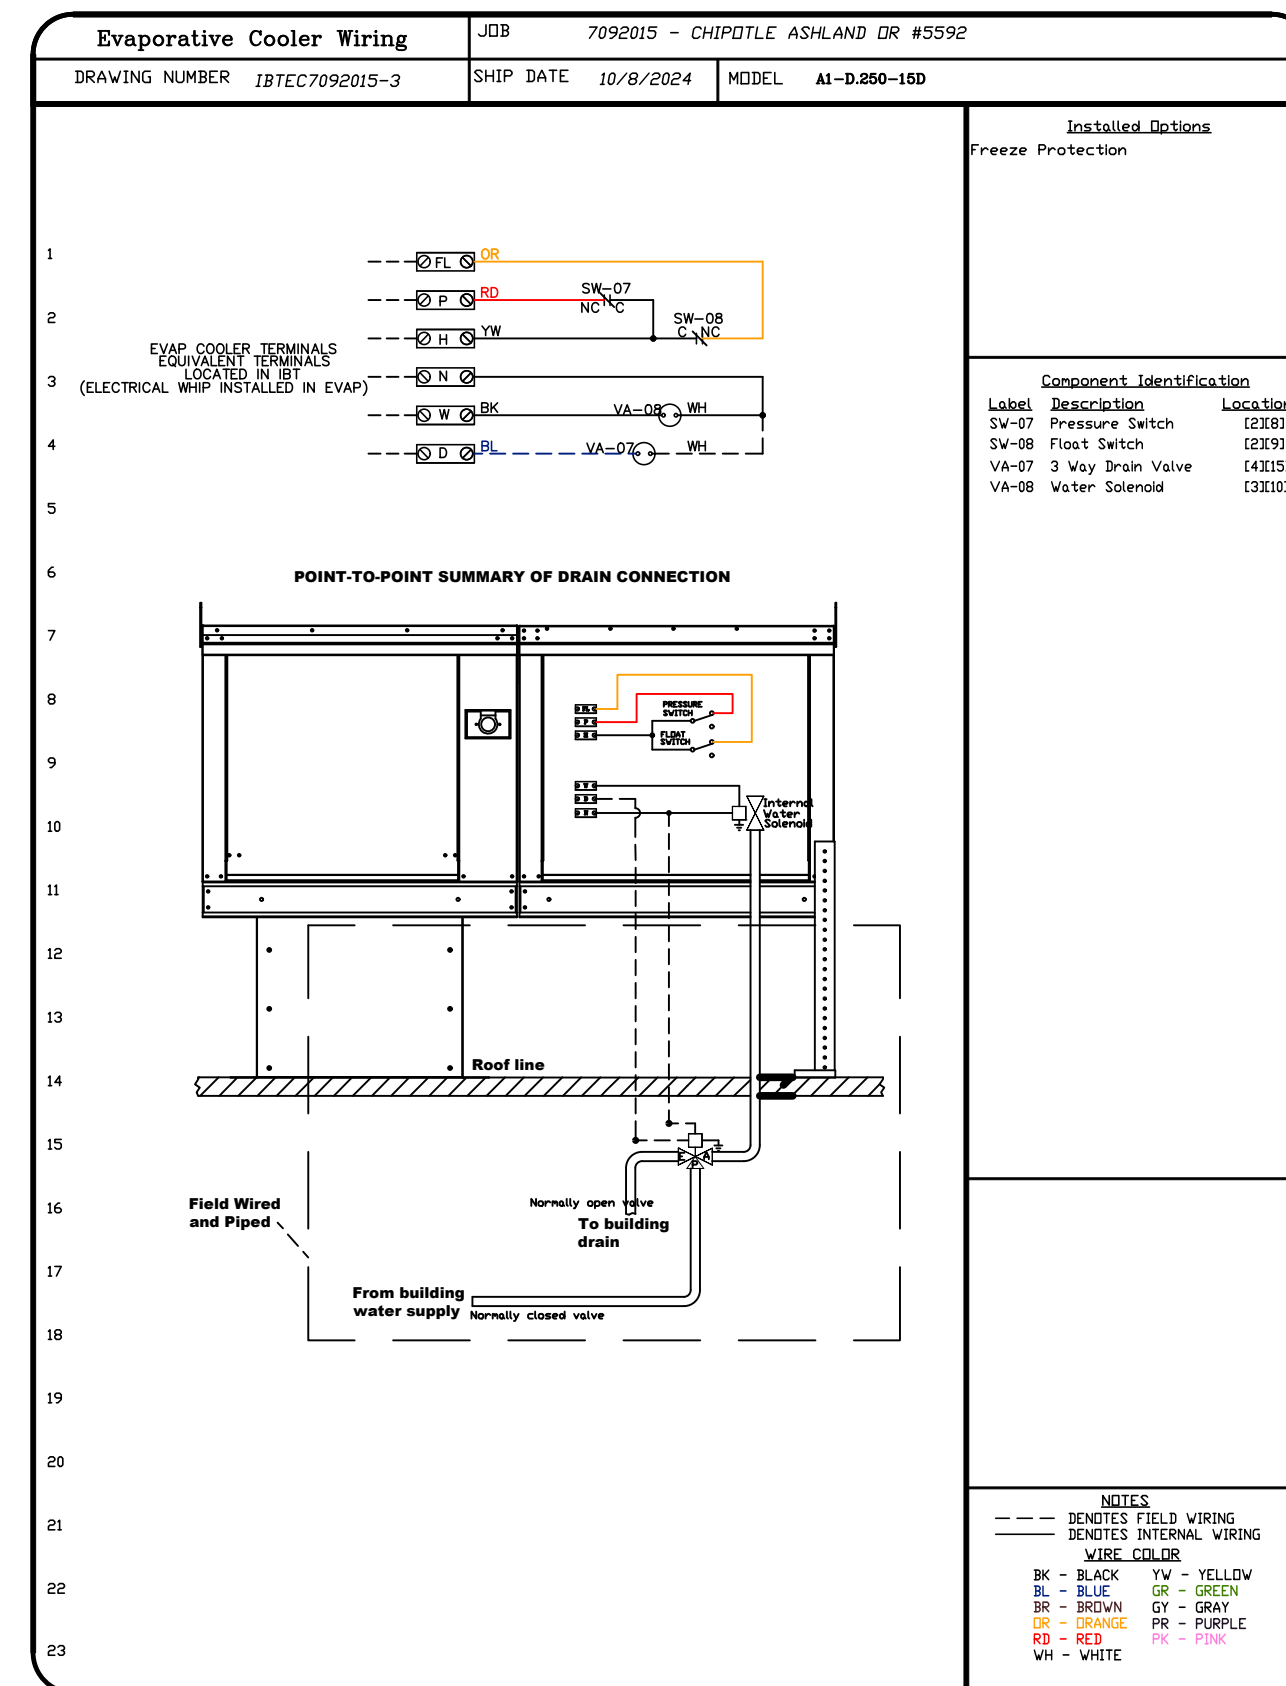 Evaporative Cooler Wiring
JOB 7092015 - CHIPOTLE ASHLAND OR #5592
DRAWING NUMBER IBTEC7092015-3
SHIP DATE 10/8/2024
MODEL A1-D.250-15D
Installed Options
Freeze Protection
1
2
3
4
5
6
7
8
9
10
11
12
13
14
15
16
17
18
19
20
21
22
23
EVAP COOLER TERMINALS
EQUIVALENT TERMINALS
LOCATED IN IBT
(ELECTRICAL WHIP INSTALLED IN EVAP)
FL OR
P RD SW-07
NC C
SW-08
H YW C NC
N
W BK VA-08 WH
D BL VA-07 WH
Component Identification
Label Description Location
SW-07 Pressure Switch [2][8]
SW-08 Float Switch [2][9]
VA-07 3 Way Drain Valve [4][15]
VA-08 Water Solenoid [3][10]
POINT-TO-POINT SUMMARY OF DRAIN CONNECTION
PRESSURE
SWITCH
FL
P
H
FLOAT
SWITCH
W
D
N
Internal
Water
Solenoid
Roof line
E P A
Normally open valve
To building
drain
Field Wired
and Piped
From building
water supply
Normally closed valve
NOTES
DENOTES FIELD WIRING
DENOTES INTERNAL WIRING
WIRE COLOR
BK - BLACK YW - YELLOW
BL - BLUE GR - GREEN
BR - BROWN GY - GRAY
OR - ORANGE PR - PURPLE
RD - RED PK - PINK
WH - WHITE